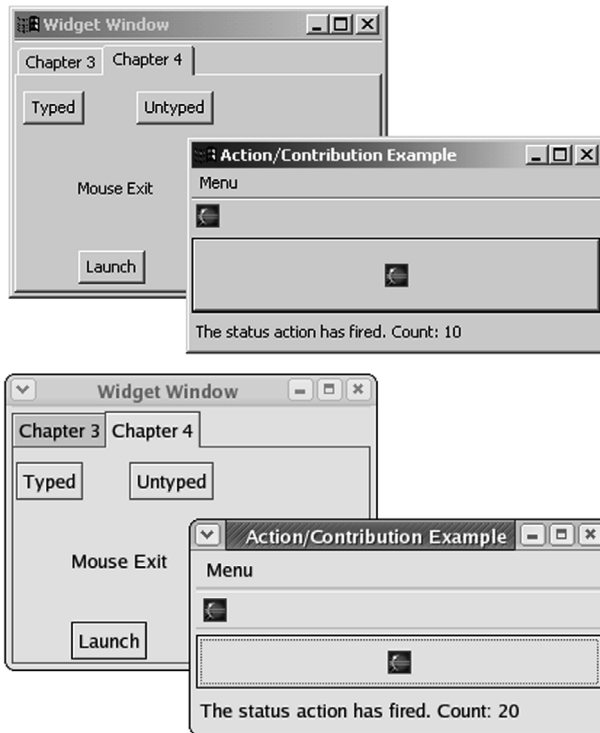 Widget Window
Chapter 3 Chapter 4
Typed Untyped
Mouse Exit
Launch
Action/Contribution Example
Menu
The status action has fired. Count: 10
Widget Window
Chapter 3 Chapter 4
Typed Untyped
Mouse Exit
Launch
Action/Contribution Example
Menu
The status action has fired. Count: 20